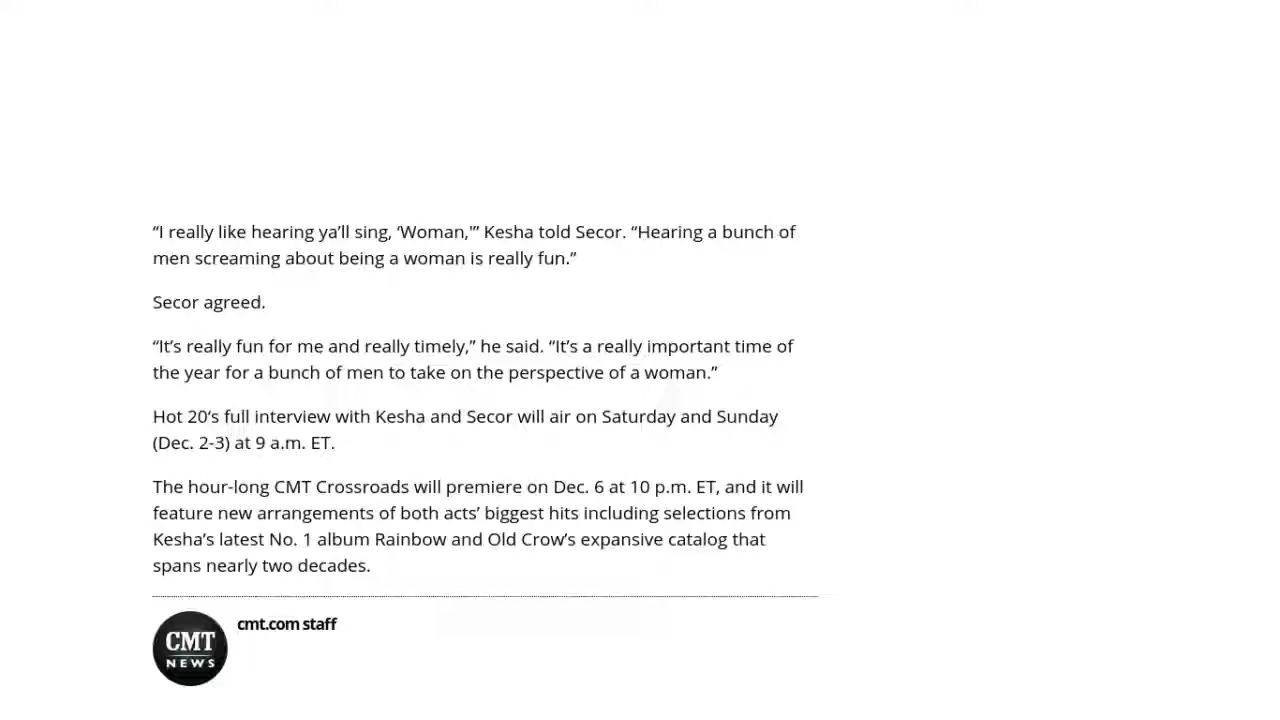 “I really like hearing ya’ll sing, ‘Woman,’” Kesha told Secor. “Hearing a bunch of
men screaming about being a woman is really fun.”
Secor agreed.
“It’s really fun for me and really timely,” he said. “It’s a really important time of
the year for a bunch of men to take on the perspective of a woman.”
Hot 20’s full interview with Kesha and Secor will air on Saturday and Sunday
(Dec. 2-3) at 9 a.m. ET.
The hour-long CMT Crossroads will premiere on Dec. 6 at 10 p.m. ET, and it will
feature new arrangements of both acts’ biggest hits including selections from
Kesha’s latest No. 1 album Rainbow and Old Crow’s expansive catalog that
spans nearly two decades.
cmt.com staff
CMT
NEWS